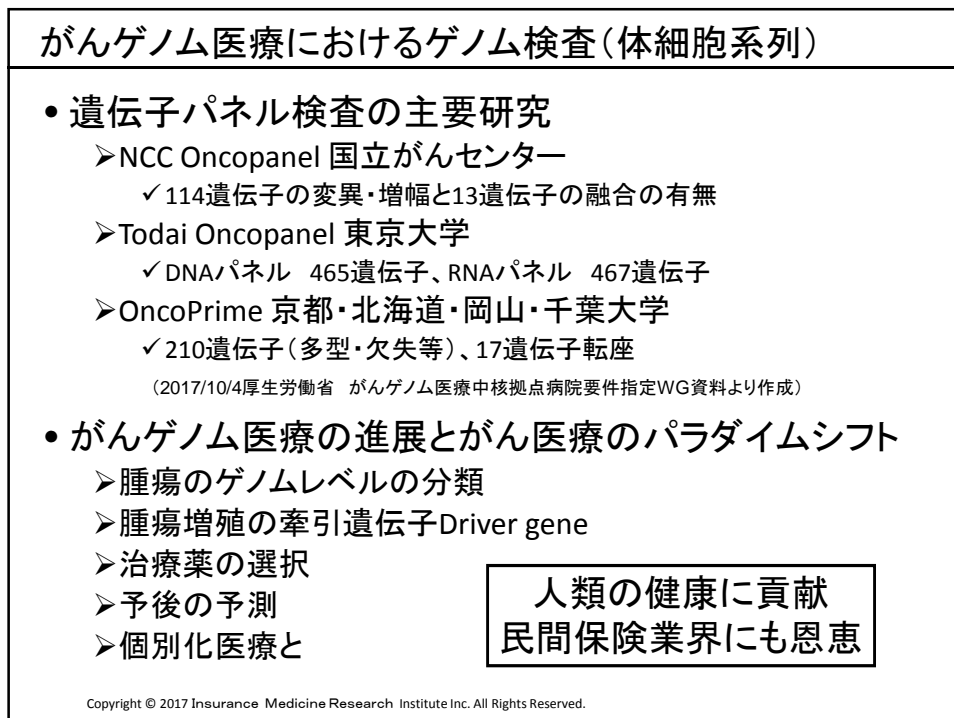 がんゲノム医療におけるゲノム検査（体細胞系列）
• 遺伝子パネル検査の主要研究
➢NCC Oncopanel 国立がんセンター
✓114遺伝子の変異・増幅と13遺伝子の融合の有無
➢Todai Oncopanel 東京大学
✓DNAパネル　465遺伝子、RNAパネル　467遺伝子
➢OncoPrime 京都・北海道・岡山・千葉大学
✓210遺伝子（多型・欠失等）、17遺伝子転座
（2017/10/4厚生労働省　がんゲノム医療中核拠点病院要件指定WG資料より作成）
• がんゲノム医療の進展とがん医療のパラダイムシフト
➢腫瘍のゲノムレベルの分類
➢腫瘍増殖の牽引遺伝子Driver gene
➢治療薬の選択
➢予後の予測
➢個別化医療と
人類の健康に貢献
民間保険業界にも恩恵
Copyright © 2017 Insurance Medicine Research Institute Inc. All Rights Reserved.